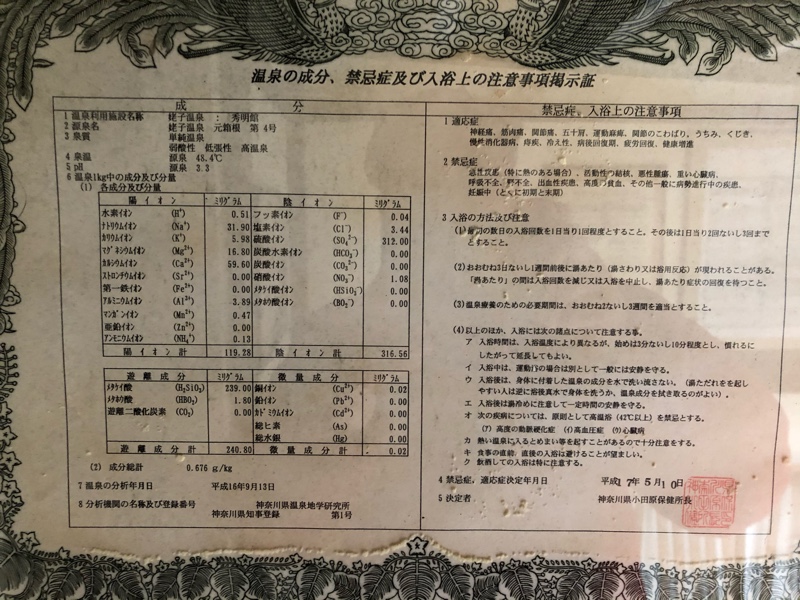 温泉の成分、禁忌症及び入浴上の注意事項掲示証
成 分
1 温泉利用施設名称 姥子温泉 : 秀明館
2 源泉名 姥子温泉 元箱根 第4号
3 泉質 単純温泉
弱酸性 低張性 高温泉
4 泉温 源泉 48.4℃
5 pH 源泉 3.3
6 温泉1kg中の成分及び分量
(1) 各成分及び分量
陽イオン ミリグラム 陰イオン ミリグラム
水素イオン (H⁺) 0.51 フッ素イオン (F⁻) 0.04
ナトリウムイオン (Na⁺) 31.90 塩素イオン (Cl⁻) 3.44
カリウムイオン (K⁺) 5.98 硫酸イオン (SO₄²⁻) 312.00
マグネシウムイオン (Mg²⁺) 16.80 炭酸水素イオン (HCO₃⁻) 0.00
カルシウムイオン (Ca²⁺) 59.60 炭酸イオン (CO₃²⁻) 0.00
ストロンチウムイオン (Sr²⁺) 0.00 硝酸イオン (NO₃⁻) 1.08
第一鉄イオン (Fe²⁺) 0.00 メタケイ酸イオン (HSiO₃⁻) 0.00
アルミニウムイオン (Al³⁺) 3.89 メタホウ酸イオン (BO₂⁻) 0.00
マンガンイオン (Mn²⁺) 0.47
亜鉛イオン (Zn²⁺) 0.00
アンモニウムイオン (NH₄⁺) 0.13
陽イオン計 119.28 陰イオン計 316.56
遊離成分 ミリグラム 微量成分 ミリグラム
メタケイ酸 (H₂SiO₃) 239.00 銅イオン (Cu²⁺) 0.02
メタホウ酸 (HBO₂) 1.80 鉛イオン (Pb²⁺) 0.00
遊離二酸化炭素 (CO₂) 0.00 カドミウムイオン (Cd²⁺) 0.00
総ヒ素 (As) 0.00
総水銀 (Hg) 0.00
遊離成分計 240.80 微量成分計 0.02
(2) 成分総計 0.676 g/kg
7 温泉の分析年月日 平成16年9月13日
8 分析機関の名称及び登録番号 神奈川県温泉地学研究所
神奈川県知事登録 第1号
禁忌症、入浴上の注意事項
1 適応症
神経痛、筋肉痛、関節痛、五十肩、運動麻痺、関節のこわばり、うちみ、くじき、
慢性消化器病、痔疾、冷え性、病後回復期、疲労回復、健康増進
2 禁忌症
急性疾患(特に熱のある場合)、活動性の結核、悪性腫瘍、重い心臓病、
呼吸不全、腎不全、出血性疾患、高度の貧血、その他一般に病勢進行中の疾患、
妊娠中(とくに初期と末期)
3 入浴の方法及び注意
(1)最初の数日の入浴回数を1日当り1回程度とすること。その後は1日当り2回ないし3回まで
とすること。
(2)おおむね3日ないし1週間前後に湯あたり(湯さわり又は浴用反応)が現われることがある。
「湯あたり」の間は入浴回数を減じ又は入浴を中止し、湯あたり症状の回復を待つこと。
(3)温泉療養のための必要期間は、おおむね2ないし3週間を適当とすること。
(4)以上のほか、入浴には次の諸点について注意する事。
ア 入浴時間は、入浴温度により異なるが、始めは3分ないし10分程度とし、慣れるに
したがって延長してもよい。
イ 入浴中は、運動浴の場合は別として一般には安静を守る。
ウ 入浴後は、身体に付着した温泉の成分を水で洗い流さない。(湯ただれをを起し
やすい人は逆に浴後真水で身体を洗うか、温泉成分を拭き取るのがよい)。
エ 入浴後は湯冷めに注意して一定時間の安静を守る。
オ 次の疾病については、原則として高温浴(42℃以上)を禁忌とする。
(ア)高度の動脈硬化症 (イ)高血圧症 (ウ)心臓病
カ 熱い温泉に入るとめまい等を起すことがあるので十分注意をする。
キ 食事の直前、直後の入浴は避けることが望ましい。
ク 飲酒しての入浴は特に注意する。
4 禁忌症、適応症決定年月日 平成17年5月10日
5 決定者 神奈川県小田原保健所長